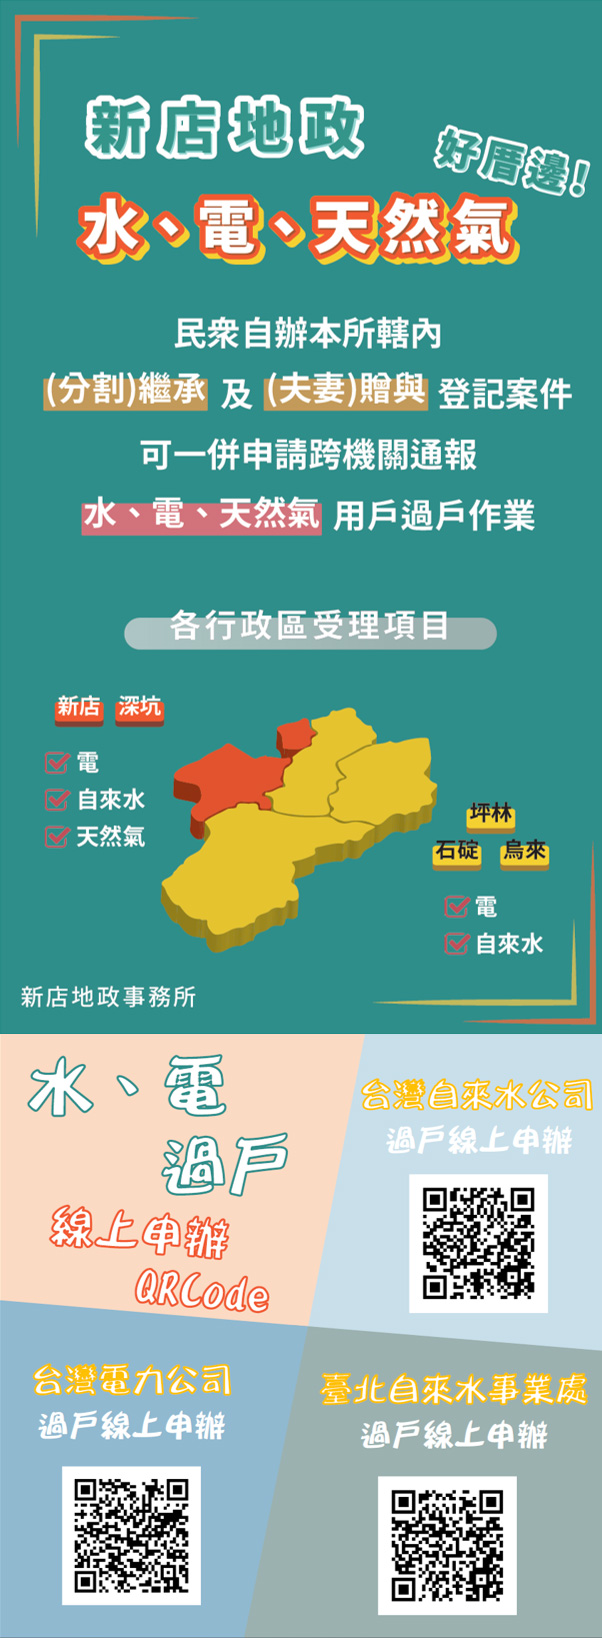 新店地政
好厝邊!
水、電、天然氣
民眾自辦本所轄內
(分割)繼承 及 (夫妻)贈與 登記案件
可一併申請跨機關通報
水、電、天然氣 用戶過戶作業
各行政區受理項目
新店 深坑
電
自來水
天然氣
坪林
石碇 烏來
電
自來水
新店地政事務所
水、電
過戶
線上申辦
QRCode
台灣自來水公司
過戶線上申辦
台灣電力公司
過戶線上申辦
臺北自來水事業處
過戶線上申辦